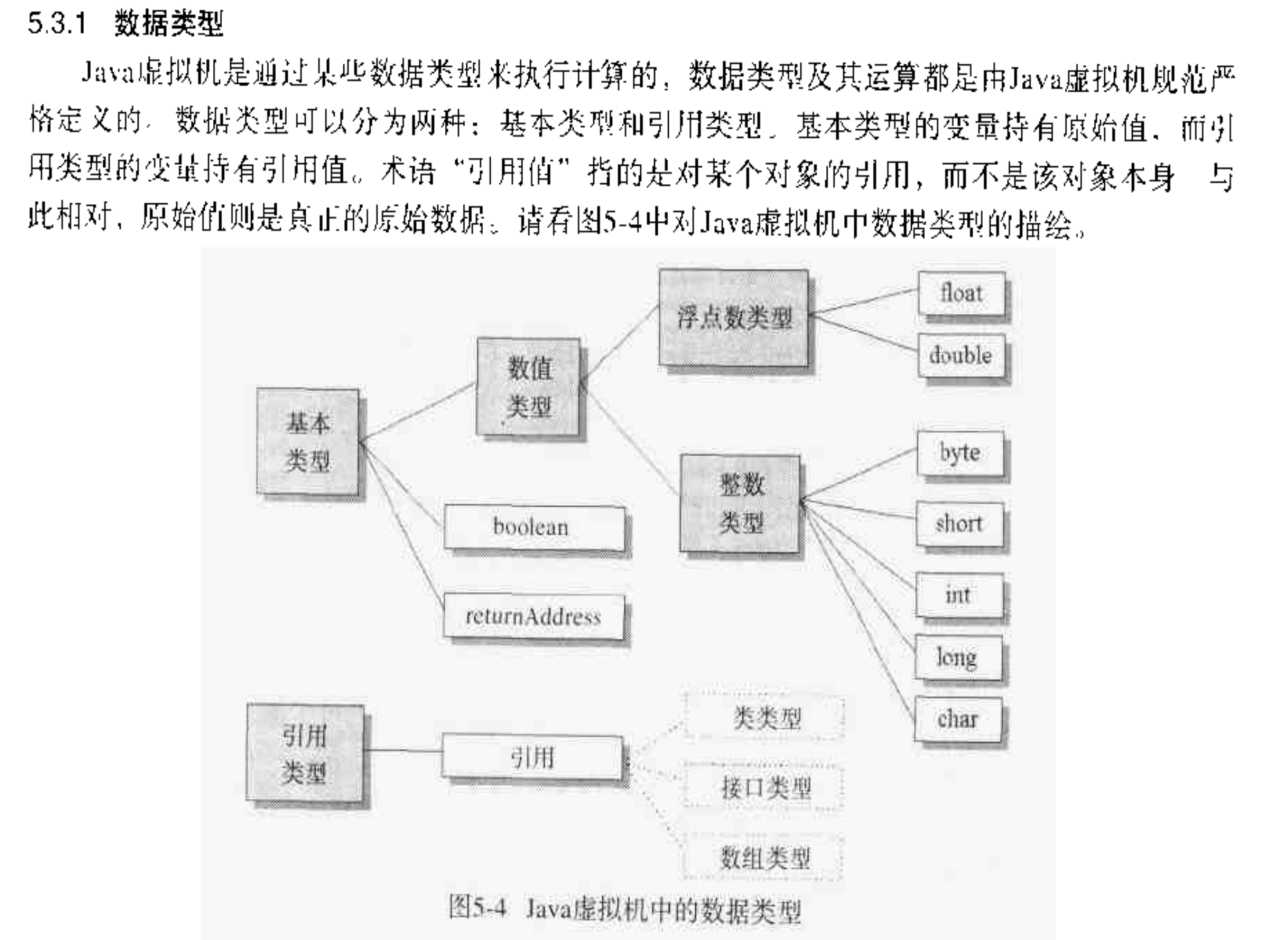 5.3.1 数据类型
Java虚拟机是通过某些数据类型来执行计算的，数据类型及其运算都是由Java虚拟机规范严
格定义的。数据类型可以分为两种：基本类型和引用类型。基本类型的变量持有原始值，而引
用类型的变量持有引用值。术语“引用值”指的是对某个对象的引用，而不是该对象本身 与
此相对，原始值则是真正的原始数据。请看图5-4中对Java虚拟机中数据类型的描绘。
float
浮点数类型
double
数值
类型
基本
类型
byte
整数
类型
short
boolean
int
returnAddress
long
char
类类型
引用
类型
引用
接口类型
数组类型
图5-4 Java虚拟机中的数据类型